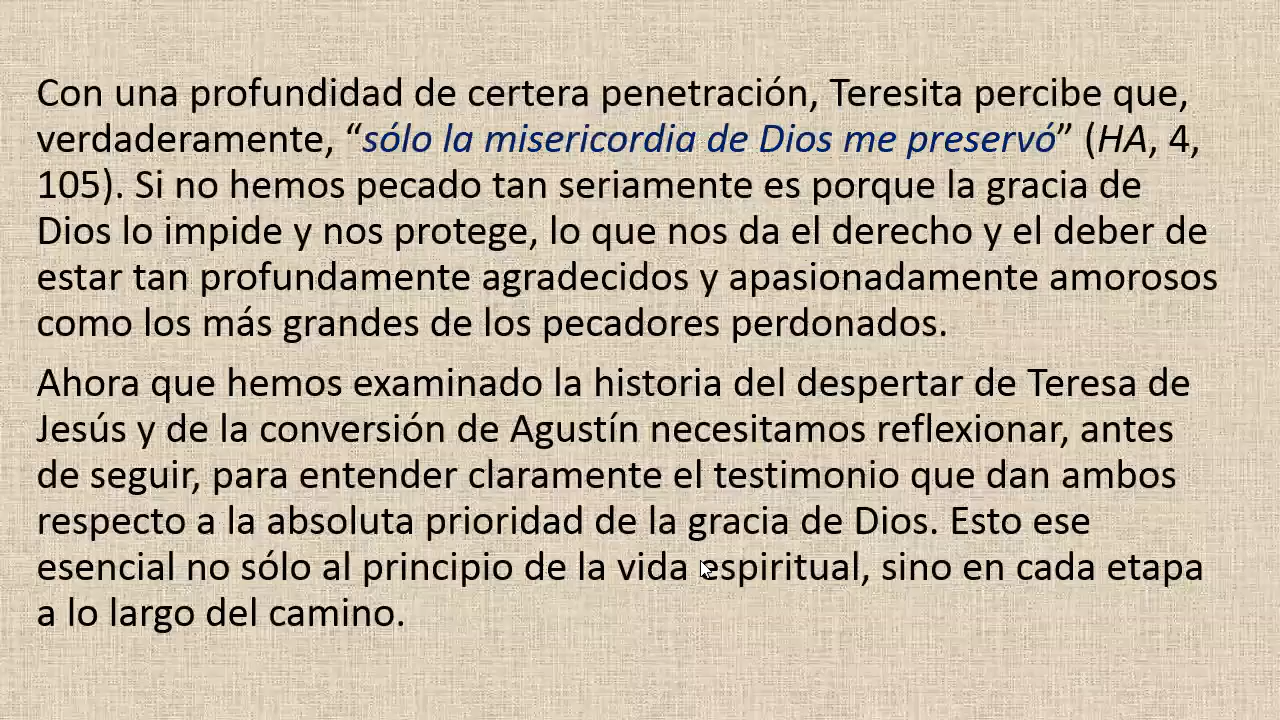 Con una profundidad de certera penetración, Teresita percibe que,
verdaderamente, “sólo la misericordia de Dios me preservó” (HA, 4,
105). Si no hemos pecado tan seriamente es porque la gracia de
Dios lo impide y nos protege, lo que nos da el derecho y el deber de
estar tan profundamente agradecidos y apasionadamente amorosos
como los más grandes de los pecadores perdonados.
Ahora que hemos examinado la historia del despertar de Teresa de
Jesús y de la conversión de Agustín necesitamos reflexionar, antes
de seguir, para entender claramente el testimonio que dan ambos
respecto a la absoluta prioridad de la gracia de Dios. Esto ese
esencial no sólo al principio de la vida espiritual, sino en cada etapa
a lo largo del camino.